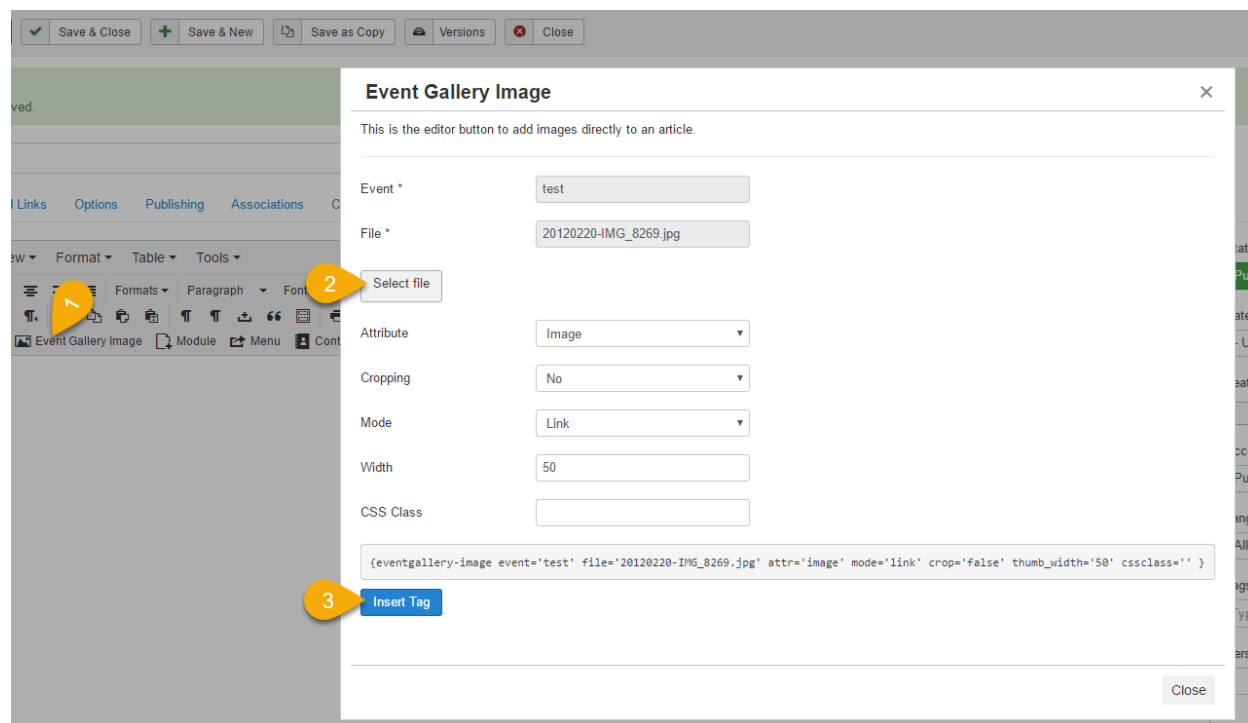 Save & Close
Save & New
Save as Copy
Versions
Close
Event Gallery Image
×
ved.
This is the editor button to add images directly to an article.
Event *
test
Links
Options
Publishing
Associations
C
File *
20120220-IMG_8269.jpg
ew
Format
Table
Tools
2
Select file
Formats
Paragraph
Font
1
Event Gallery Image
Module
Menu
Cont
Attribute
Image
Cropping
No
Mode
Link
Width
50
CSS Class
{eventgallery-image event='test' file='20120220-IMG_8269.jpg' attr='image' mode='link' crop='false' thumb_width='50' cssclass='' }
3
Insert Tag
Close